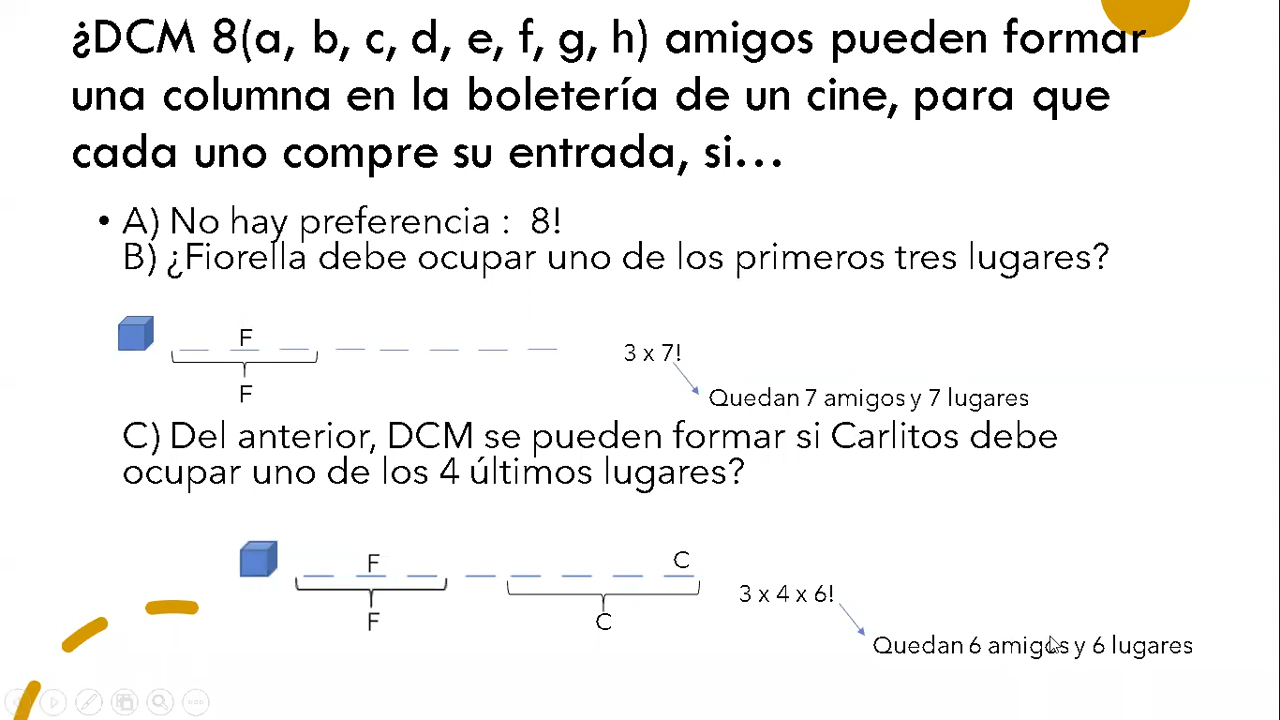 ¿DCM 8(a, b, c, d, e, f, g, h) amigos pueden formar
una columna en la boletería de un cine, para que
cada uno compre su entrada, si...
• A) No hay preferencia : 8!
B) ¿Fiorella debe ocupar uno de los primeros tres lugares?
F
3 x 7!
F
Quedan 7 amigos y 7 lugares
C) Del anterior, DCM se pueden formar si Carlitos debe
ocupar uno de los 4 últimos lugares?
F C
3 x 4 x 6!
F C
Quedan 6 amigos y 6 lugares